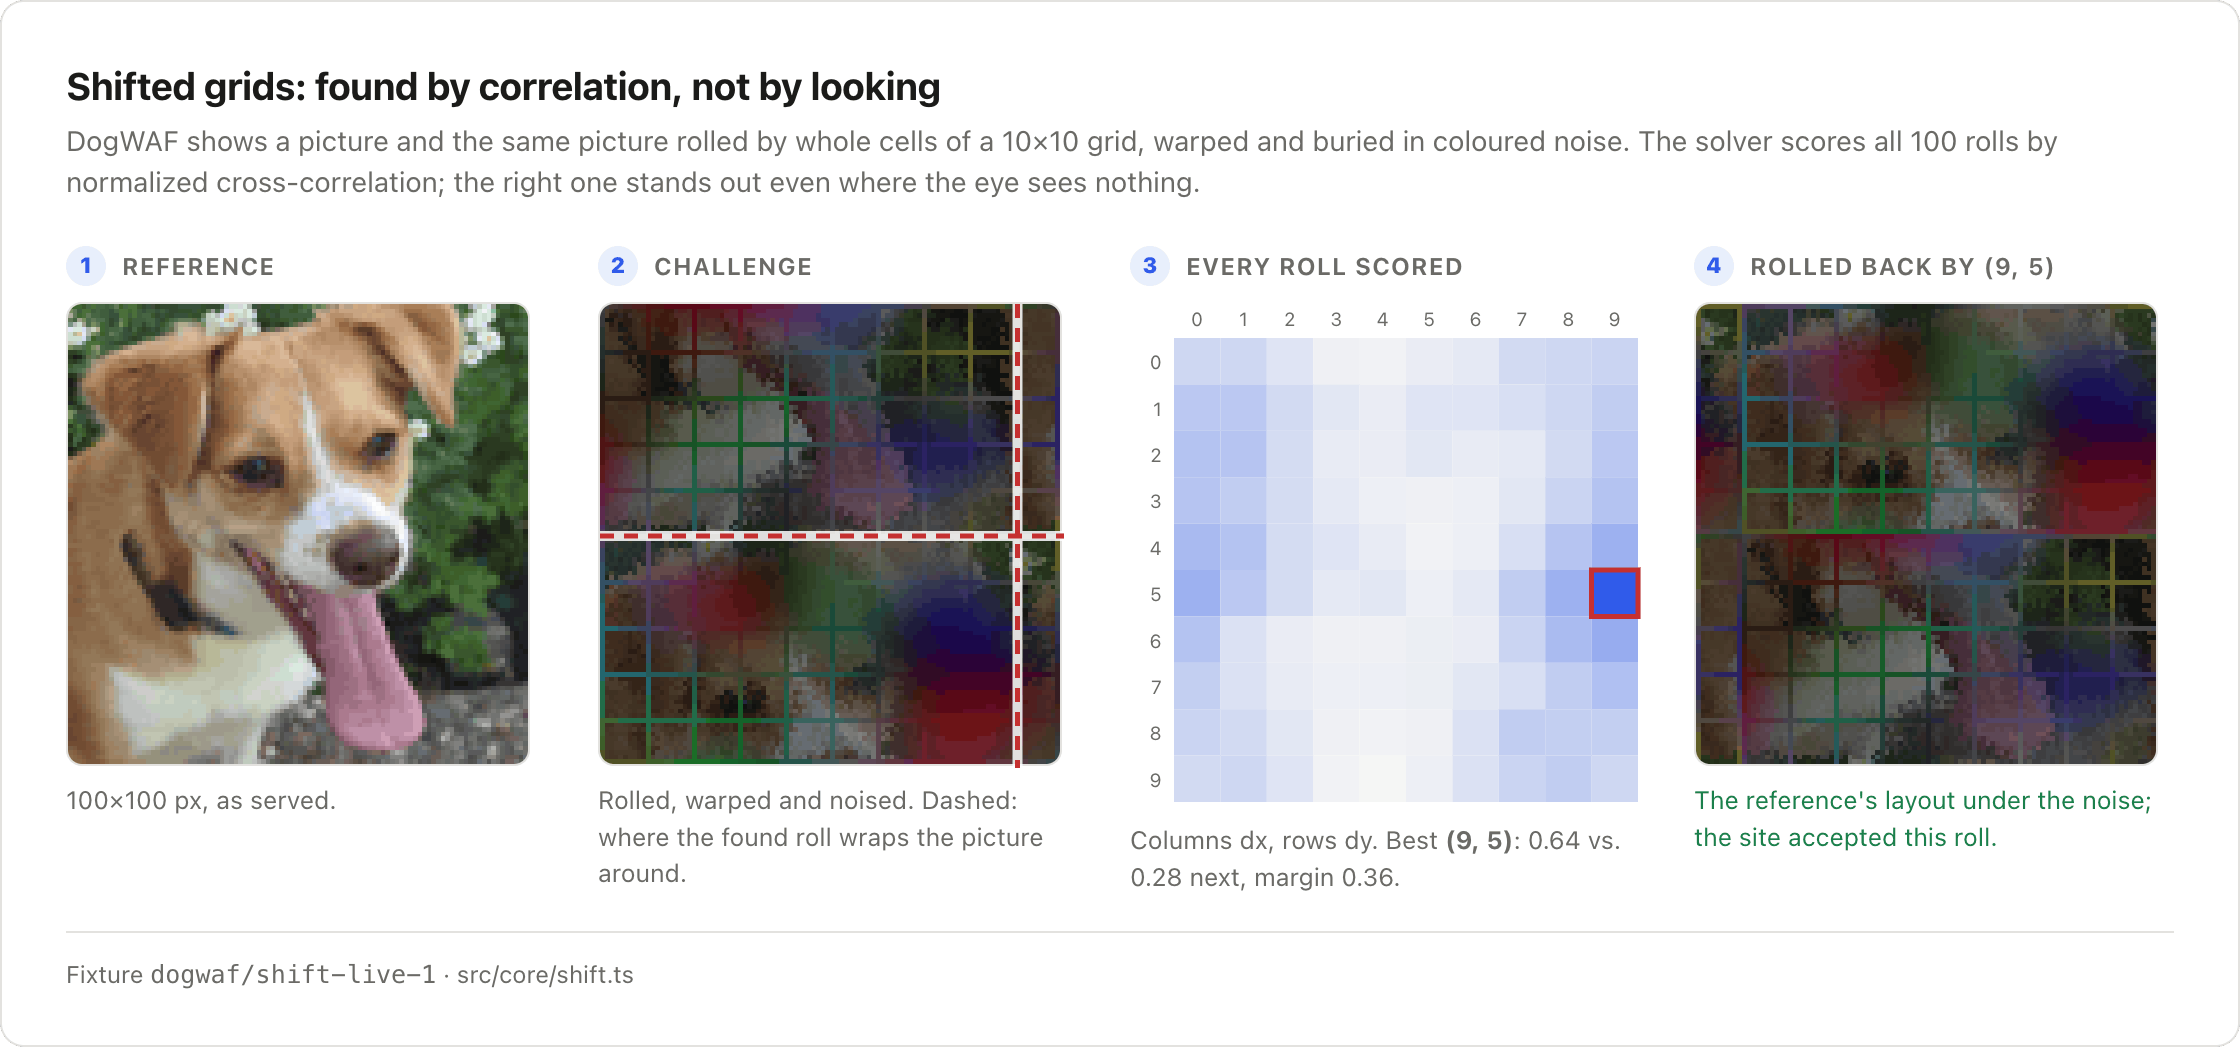 Shifted grids: found by correlation, not by looking
DogWAF shows a picture and the same picture rolled by whole cells of a 10×10 grid, warped and buried in coloured noise. The solver scores all 100 rolls by
normalized cross-correlation; the right one stands out even where the eye sees nothing.
1 REFERENCE
100×100 px, as served.
2 CHALLENGE
Rolled, warped and noised. Dashed:
where the found roll wraps the picture
around.
3 EVERY ROLL SCORED
0 1 2 3 4 5 6 7 8 9
0
1
2
3
4
5
6
7
8
9
Columns dx, rows dy. Best (9, 5): 0.64 vs.
0.28 next, margin 0.36.
4 ROLLED BACK BY (9, 5)
The reference's layout under the noise;
the site accepted this roll.
Fixture dogwaf/shift-live-1 · src/core/shift.ts